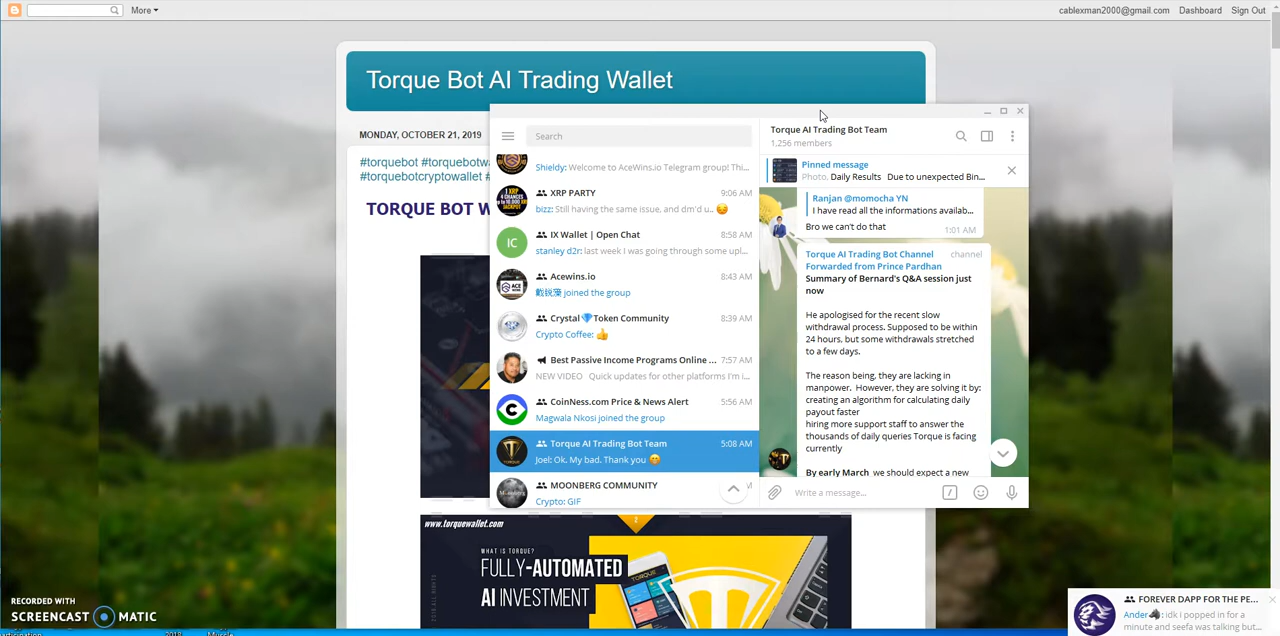 More
cablexman2000@gmail.com Dashboard Sign Out
Torque Bot AI Trading Wallet
MONDAY, OCTOBER 21, 2019
#torquebot #torquebotwa
#torquebotcryptowallet #
TORQUE BOT W
Search
Shieldy: Welcome to AceWins.io Telegram group! Thi...
XRP PARTY 9:06 AM
bizz: Still having the same issue, and dm'd u..
IX Wallet | Open Chat 8:58 AM
IC
stanley d2r: last week I was going through some upl...
Acewins.io 8:43 AM
joined the group
Crystal Token Community 8:39 AM
Crypto Coffee:
Best Passive Income Programs Online ... 7:57 AM
NEW VIDEO Quick updates for other platforms I'm i...
CoinNess.com Price & News Alert 5:56 AM
Magwala Nkosi joined the group
Torque AI Trading Bot Team 5:08 AM
Joel: Ok. My bad. Thank you
MOONBERG COMMUNITY
Crypto: GIF
Torque AI Trading Bot Team
1,256 members
Pinned message
Photo, Daily Results Due to unexpected Bin...
Ranjan @momocha YN
I have read all the informations availab...
Bro we can't do that 1:01 AM
Torque AI Trading Bot Channel channel
Forwarded from Prince Pardhan
Summary of Bernard's Q&A session just
now
He apologised for the recent slow
withdrawal process. Supposed to be within
24 hours, but some withdrawals stretched
to a few days.
The reason being, they are lacking in
manpower. However, they are solving it by:
creating an algorithm for calculating daily
payout faster
hiring more support staff to answer the
thousands of daily queries Torque is facing
currently
By early March we should expect a new
Write a message...
www.torquewallet.com
2
WHAT IS TORQUE?
FULLY-AUTOMATED
AI INVESTMENT
TORQUE
RECORDED WITH
SCREENCAST MATIC
FOREVER DAPP FOR THE PE...
Ander: idk i popped in for a
minute and seefa was talking but...
2018 Muscle